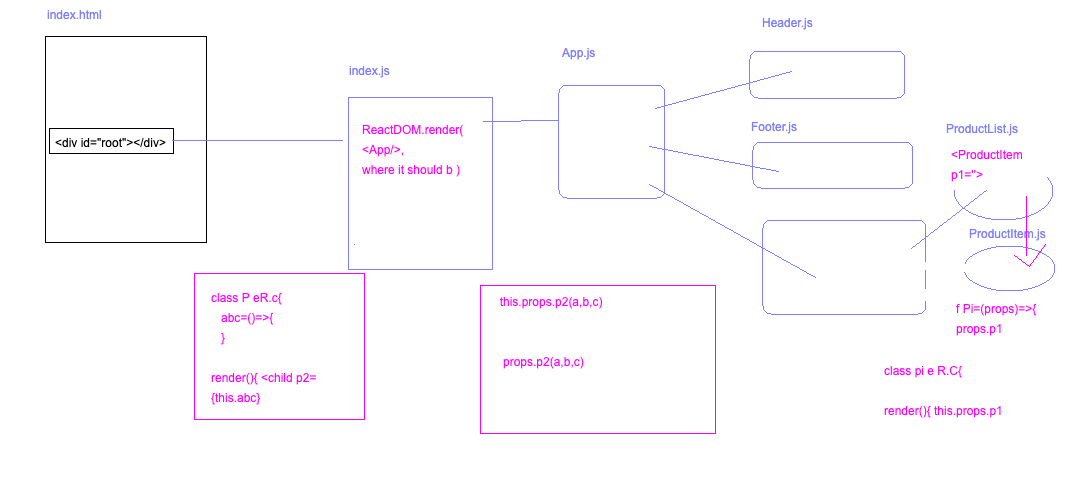 index.html
<div id="root"></div>
index.js
ReactDOM.render(
<App/>,
where it should b )
App.js
Header.js
Footer.js
ProductList.js
<ProductItem
p1=''>
ProductItem.js
f Pi=(props)=>{
props.p1
class pi e R.C{
render(){ this.props.p1
class P eR.c{
abc=()=>{
}
render(){ <child p2=
{this.abc}
this.props.p2(a,b,c)
props.p2(a,b,c)